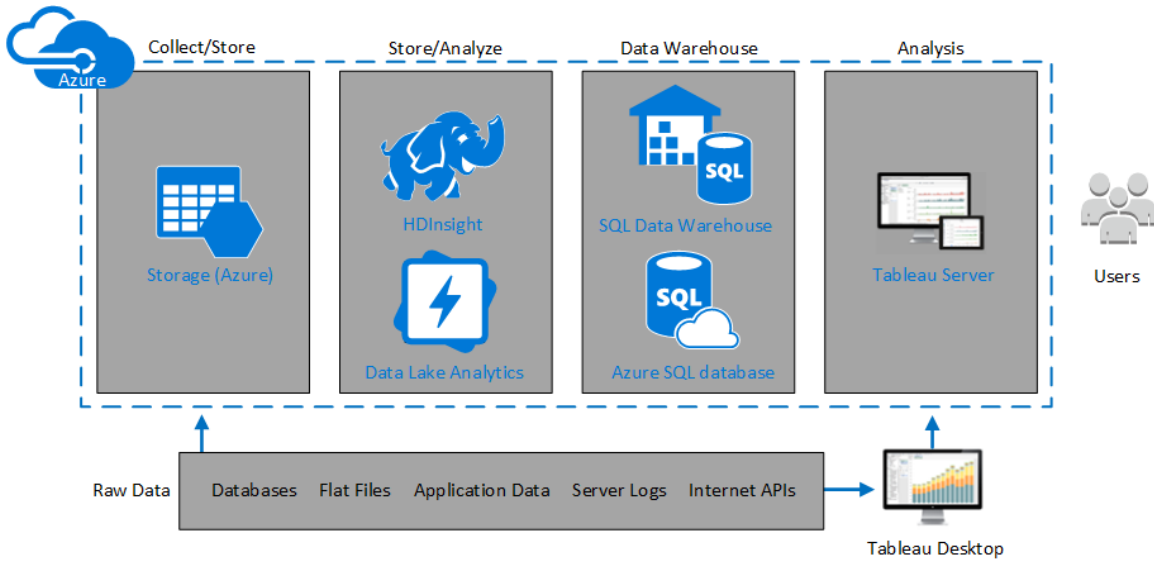 Collect/Store
Store/Analyze
Data Warehouse
Analysis
Azure
HDInsight
SQL
SQL Data Warehouse
Storage (Azure)
Tableau Server
Users
SQL
Data Lake Analytics
Azure SQL database
Raw Data
Databases
Flat Files
Application Data
Server Logs
Internet APIs
Tableau Desktop